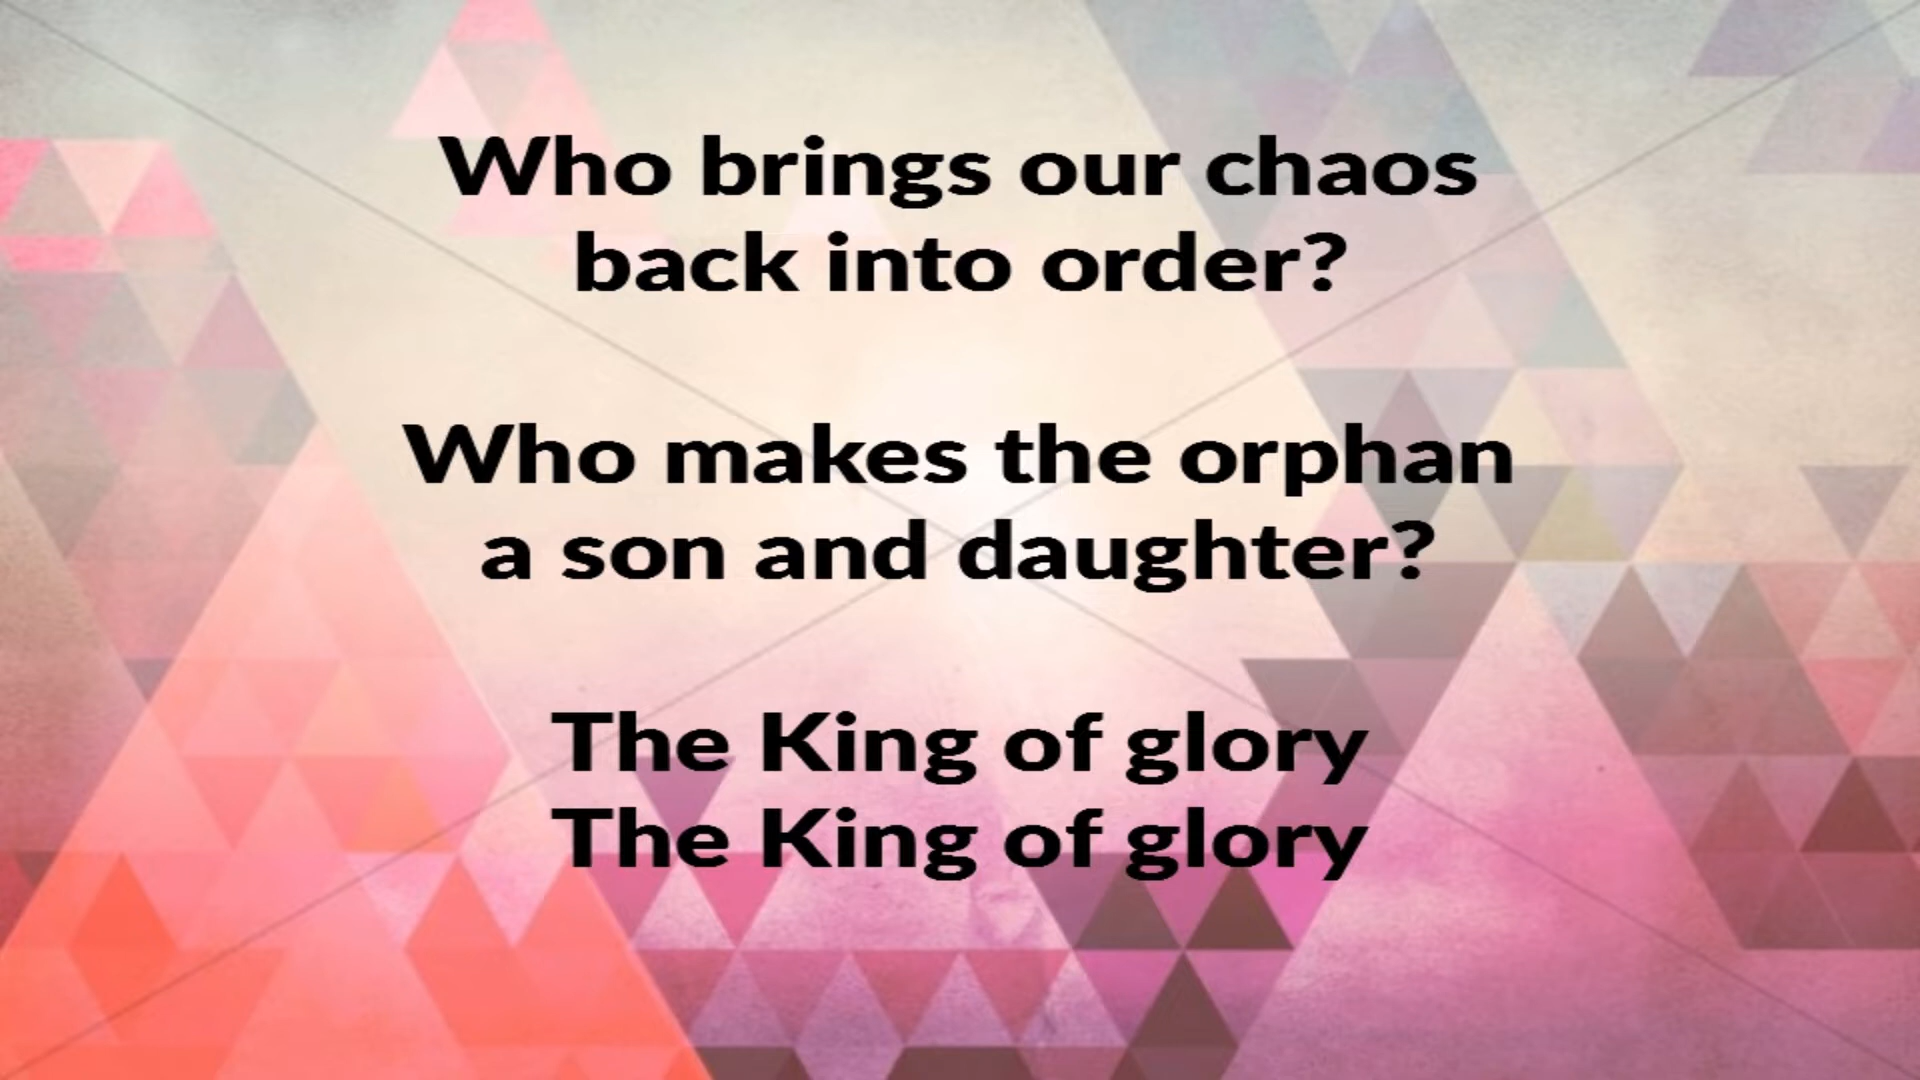 Who brings our chaos
back into order?
Who makes the orphan
a son and daughter?
The King of glory
The King of glory